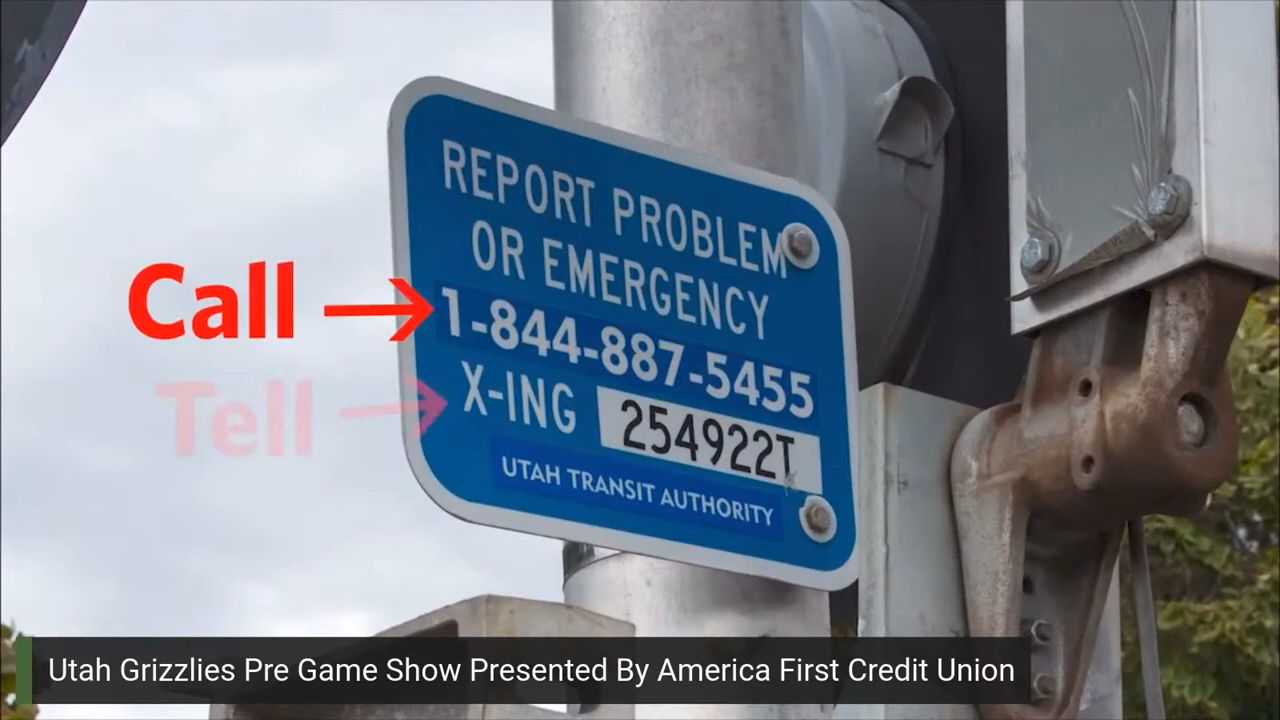 REPORT PROBLEM
OR EMERGENCY
Call → 1-844-887-5455
Tell → X-ING 254922T
UTAH TRANSIT AUTHORITY
Utah Grizzlies Pre Game Show Presented By America First Credit Union